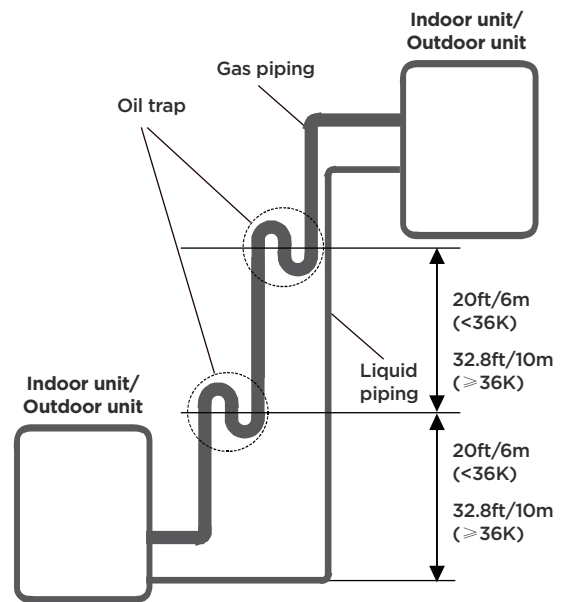 Indoor unit/
Outdoor unit
Gas piping
Oil trap
20ft/6m
(<36K)
32.8ft/10m
(⩾36K)
Liquid
piping
Indoor unit/
Outdoor unit
20ft/6m
(<36K)
32.8ft/10m
(⩾36K)